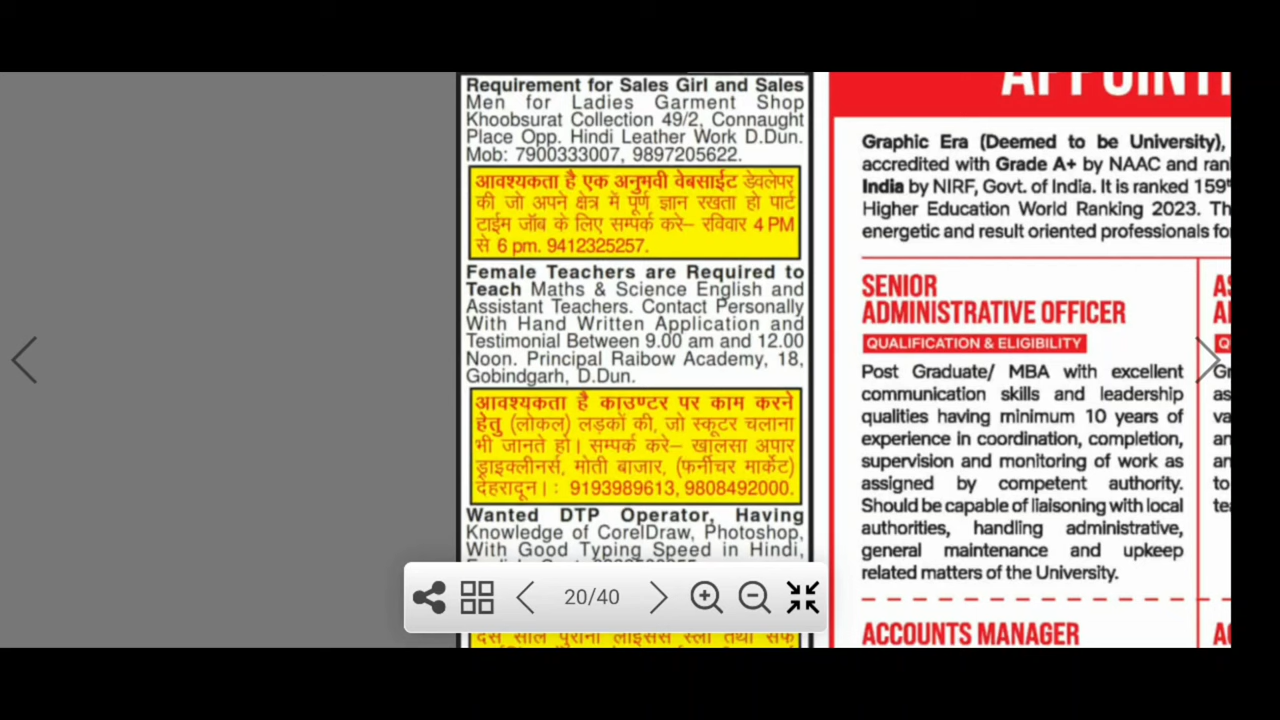 Requirement for Sales Girl and Sales
Men for Ladies Garment Shop
Khoobsurat Collection 49/2, Connaught
Place Opp. Hindi Leather Work D.Dun.
Mob: 7900333007, 9897205622.
आवश्यकता है एक अनुभवी वेबसाईट डेवलेपर
की जो अपने क्षेत्र में पूर्ण ज्ञान रखता हो पार्ट
टाईम जॉब के लिए सम्पर्क करे– रविवार 4 PM
से 6 pm. 9412325257.
Female Teachers are Required to
Teach Maths & Science English and
Assistant Teachers. Contact Personally
With Hand Written Application and
Testimonial Between 9.00 am and 12.00
Noon. Principal Raibow Academy, 18,
Gobindgarh, D.Dun.
आवश्यकता है काउण्टर पर काम करने
हेतु (लोकल) लड़कों की, जो स्कूटर चलाना
भी जानते हो। सम्पर्क करे– खालसा अपार
ड्राइक्लीनर्स, मोती बाजार, (फर्नीचर मार्केट)
देहरादून। : 9193989613, 9808492000.
Wanted DTP Operator, Having
Knowledge of CorelDraw, Photoshop,
With Good Typing Speed in Hindi,
20/40
Graphic Era (Deemed to be University),
accredited with Grade A+ by NAAC and
India by NIRF, Govt. of India. It is ranked 159
Higher Education World Ranking 2023.
energetic and result oriented professionals
SENIOR
ADMINISTRATIVE OFFICER
QUALIFICATION & ELIGIBILITY
Post Graduate/ MBA with excellent
communication skills and leadership
qualities having minimum 10 years of
experience in coordination, completion,
supervision and monitoring of work as
assigned by competent authority.
Should be capable of liaisoning with local
authorities, handling administrative,
general maintenance and upkeep
related matters of the University.
ACCOUNTS MANAGER